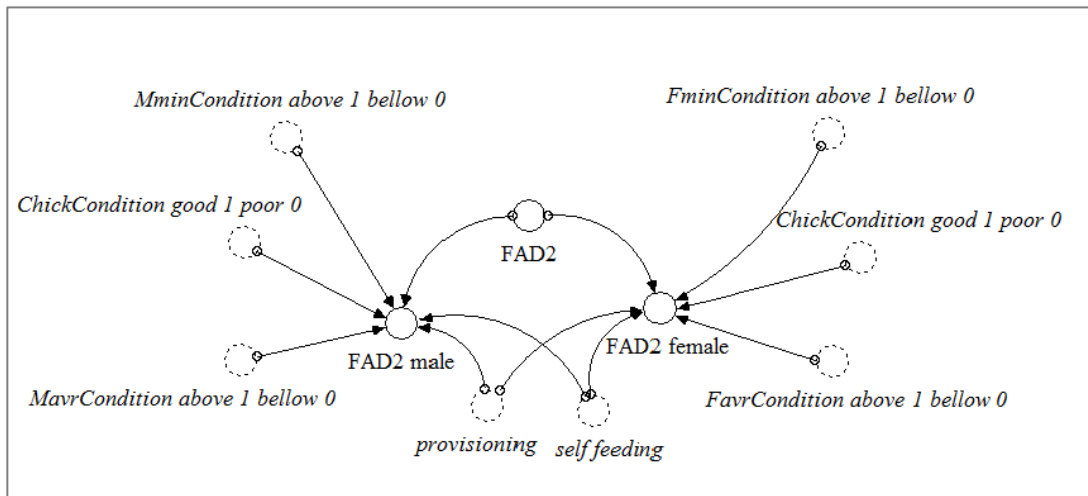 MminCondition above 1 bellow 0
FminCondition above 1 bellow 0
ChickCondition good 1 poor 0
ChickCondition good 1 poor 0
FAD2
FAD2 male
FAD2 female
MavrCondition above 1 bellow 0
FavrCondition above 1 bellow 0
provisioning
self feeding